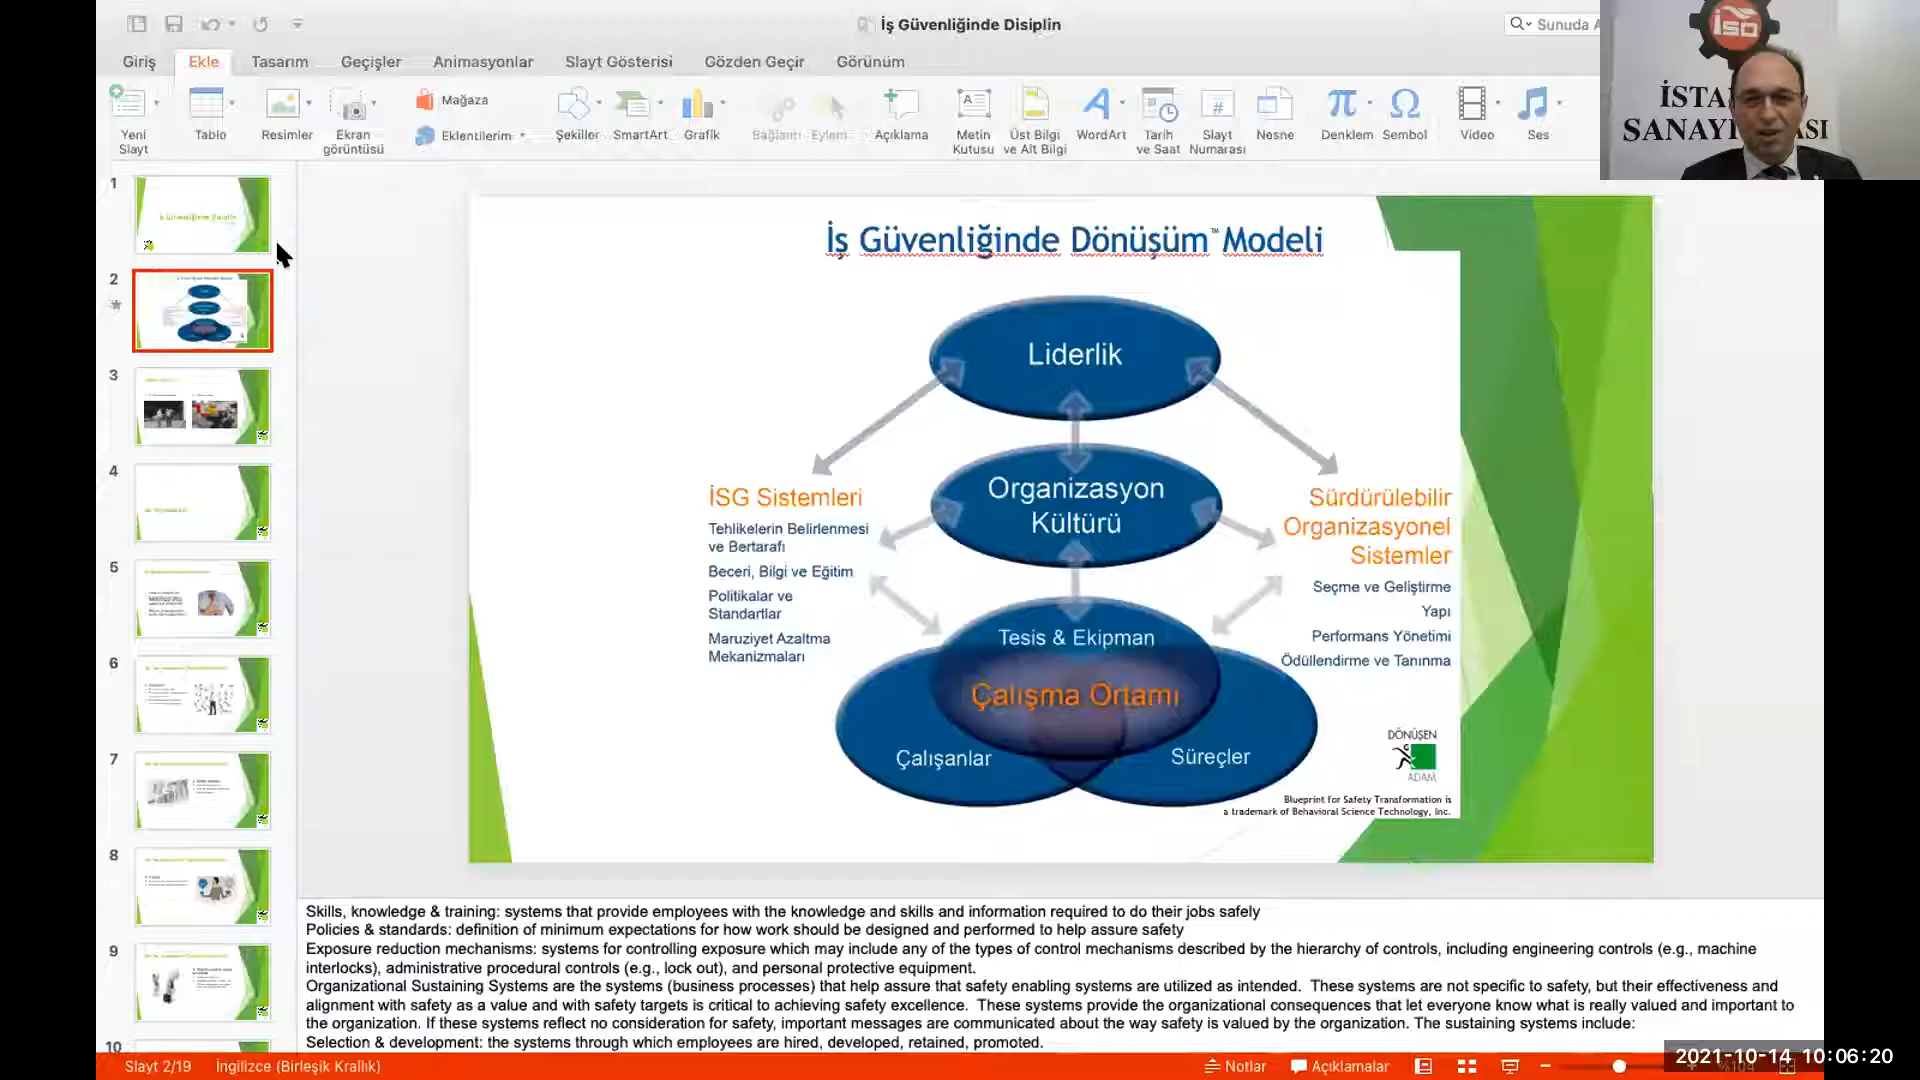 İş Güvenliğinde Disiplin
Sunuda A
Giriş
Ekle
Tasarım
Geçişler
Animasyonlar
Slayt Gösterisi
Gözden Geçir
Görünüm
Yeni
Slayt
Tablo
Resimler
Ekran
görüntüsü
Mağaza
Eklentilerim
Şekiller
SmartArt
Grafik
Bağlantı
Eylem
Açıklama
Metin
Kutusu
Üst Bilgi
ve Alt Bilgi
WordArt
Tarih
ve Saat
Slayt
Numarası
Nesne
Denklem
Sembol
Video
Ses
İSO
İSTA
SANAYİ ASI
1
2
3
4
5
6
7
8
9
10
İş Güvenliğinde Disiplin
İş Güvenliğinde Dönüşüm™ Modeli
Liderlik
Organizasyon
Kültürü
İSG Sistemleri
Tehlikelerin Belirlenmesi
ve Bertarafı
Beceri, Bilgi ve Eğitim
Politikalar ve
Standartlar
Maruziyet Azaltma
Mekanizmaları
Sürdürülebilir
Organizasyonel
Sistemler
Seçme ve Geliştirme
Yapı
Performans Yönetimi
Ödüllendirme ve Tanınma
Tesis & Ekipman
Çalışma Ortamı
Çalışanlar
Süreçler
DÖNÜŞEN
ADAM
Blueprint for Safety Transformation is
a trademark of Behavioral Science Technology, Inc.
Skills, knowledge & training: systems that provide employees with the knowledge and skills and information required to do their jobs safely
Policies & standards: definition of minimum expectations for how work should be designed and performed to help assure safety
Exposure reduction mechanisms: systems for controlling exposure which may include any of the types of control mechanisms described by the hierarchy of controls, including engineering controls (e.g., machine
interlocks), administrative procedural controls (e.g., lock out), and personal protective equipment.
Organizational Sustaining Systems are the systems (business processes) that help assure that safety enabling systems are utilized as intended.  These systems are not specific to safety, but their effectiveness and
alignment with safety as a value and with safety targets is critical to achieving safety excellence.  These systems provide the organizational consequences that let everyone know what is really valued and important to
the organization. If these systems reflect no consideration for safety, important messages are communicated about the way safety is valued by the organization. The sustaining systems include:
Selection & development: the systems through which employees are hired, developed, retained, promoted.
Slayt 2/19
İngilizce (Birleşik Krallık)
Notlar
Açıklamalar
2021-10-14 10:06:20